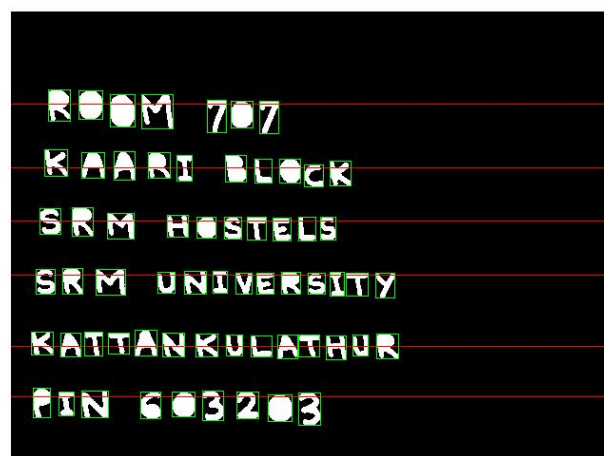 ROOM 707
KAARI BLOCK
SRM HOSTELS
SRM UNIVERSITY
KATTANKULATHUR
PIN 603203